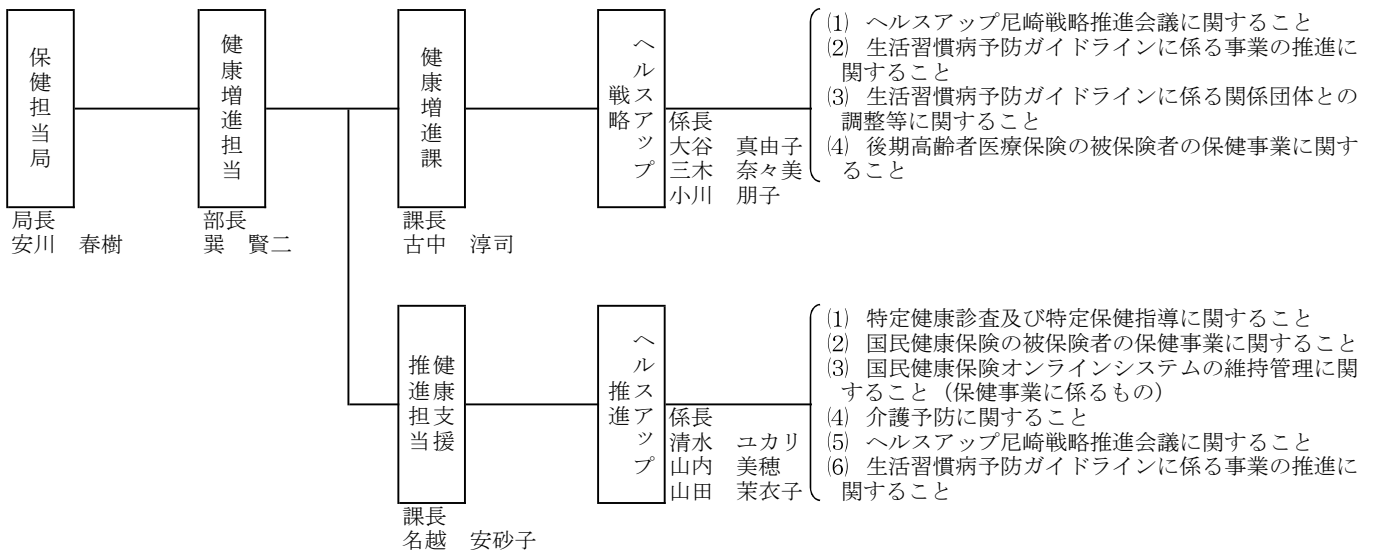 保健担当局
局長
安川　春樹
健康増進担当
部長
巽　賢二
健康増進課
課長
古中　淳司
ヘルスアップ
戦略
係長
大谷　真由子
三木　奈々美
小川　朋子
⑴ ヘルスアップ尼崎戦略推進会議に関すること
⑵ 生活習慣病予防ガイドラインに係る事業の推進に
関すること
⑶ 生活習慣病予防ガイドラインに係る関係団体との
調整等に関すること
⑷ 後期高齢者医療保険の被保険者の保健事業に関す
ること
健康支援
推進担当
課長
名越　安砂子
ヘルスアップ
推進
係長
清水　ユカリ
山内　美穂
山田　茉衣子
⑴ 特定健康診査及び特定保健指導に関すること
⑵ 国民健康保険の被保険者の保健事業に関すること
⑶ 国民健康保険オンラインシステムの維持管理に関
すること（保健事業に係るもの）
⑷ 介護予防に関すること
⑸ ヘルスアップ尼崎戦略推進会議に関すること
⑹ 生活習慣病予防ガイドラインに係る事業の推進に
関すること